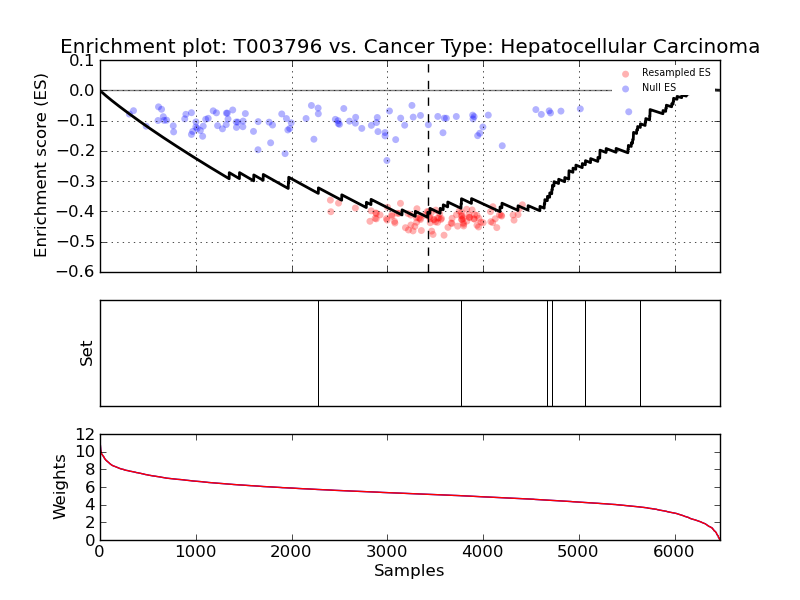 Enrichment plot: T003796 vs. Cancer Type: Hepatocellular Carcinoma
Enrichment score (ES)
0.1
0.0
−0.1
−0.2
−0.3
−0.4
−0.5
−0.6
Resampled ES
Null ES
Set
Weights
12
10
8
6
4
2
0
0 1000 2000 3000 4000 5000 6000
Samples